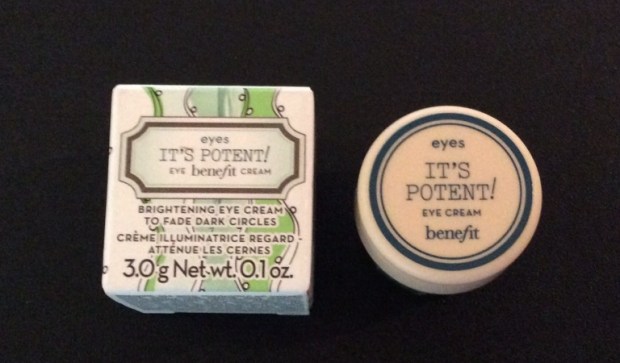 eyes
IT'S POTENT!
EYE benefit CREAM
BRIGHTENING EYE CREAM
TO FADE DARK CIRCLES
CRÈME ILLUMINATRICE REGARD -
ATTÉNUE LES CERNES
3.0 g Net wt. 0.1 oz.
eyes
IT'S
POTENT!
EYE CREAM
benefit